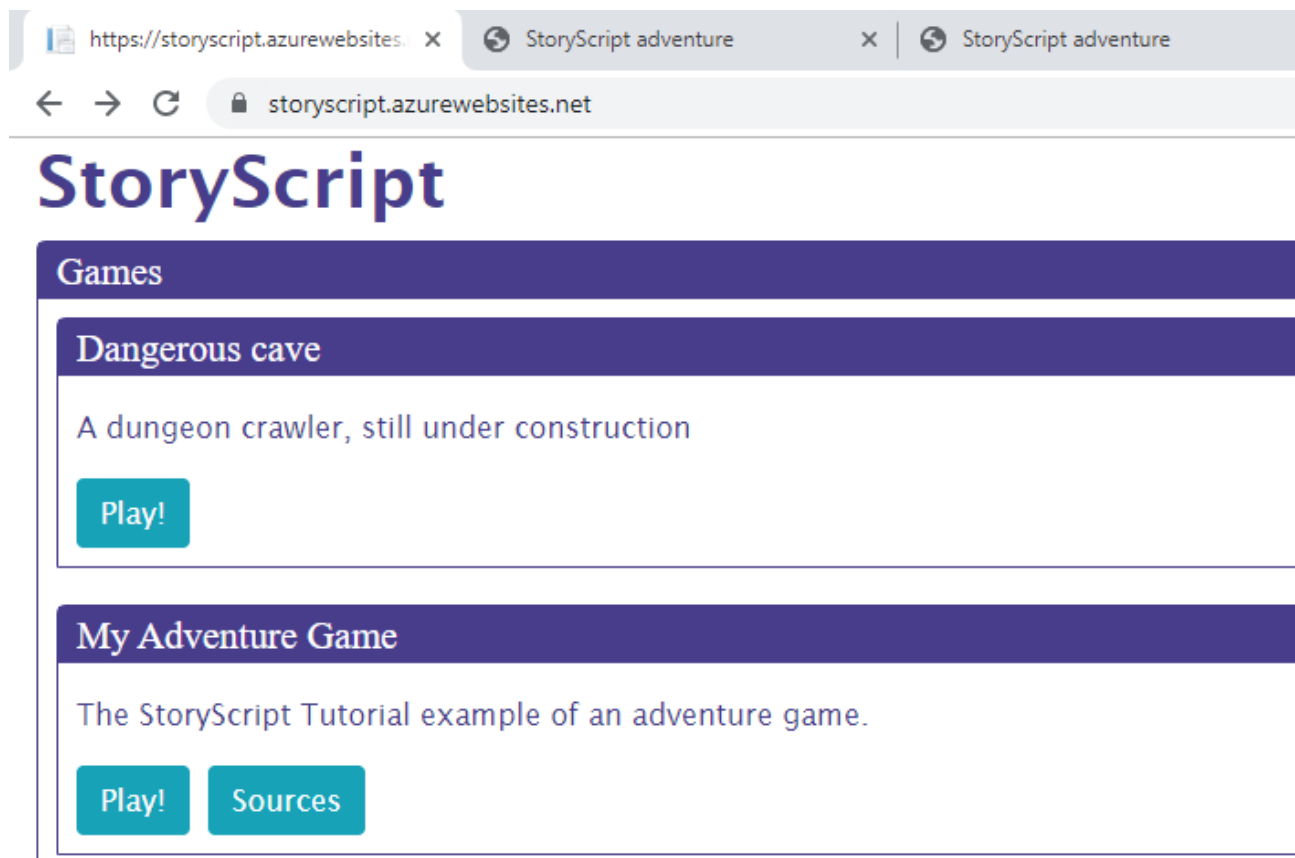 https://storyscript.azurewebsites.
StoryScript adventure
StoryScript adventure
storyscript.azurewebsites.net
StoryScript
Games
Dangerous cave
A dungeon crawler, still under construction
Play!
My Adventure Game
The StoryScript Tutorial example of an adventure game.
Play! Sources